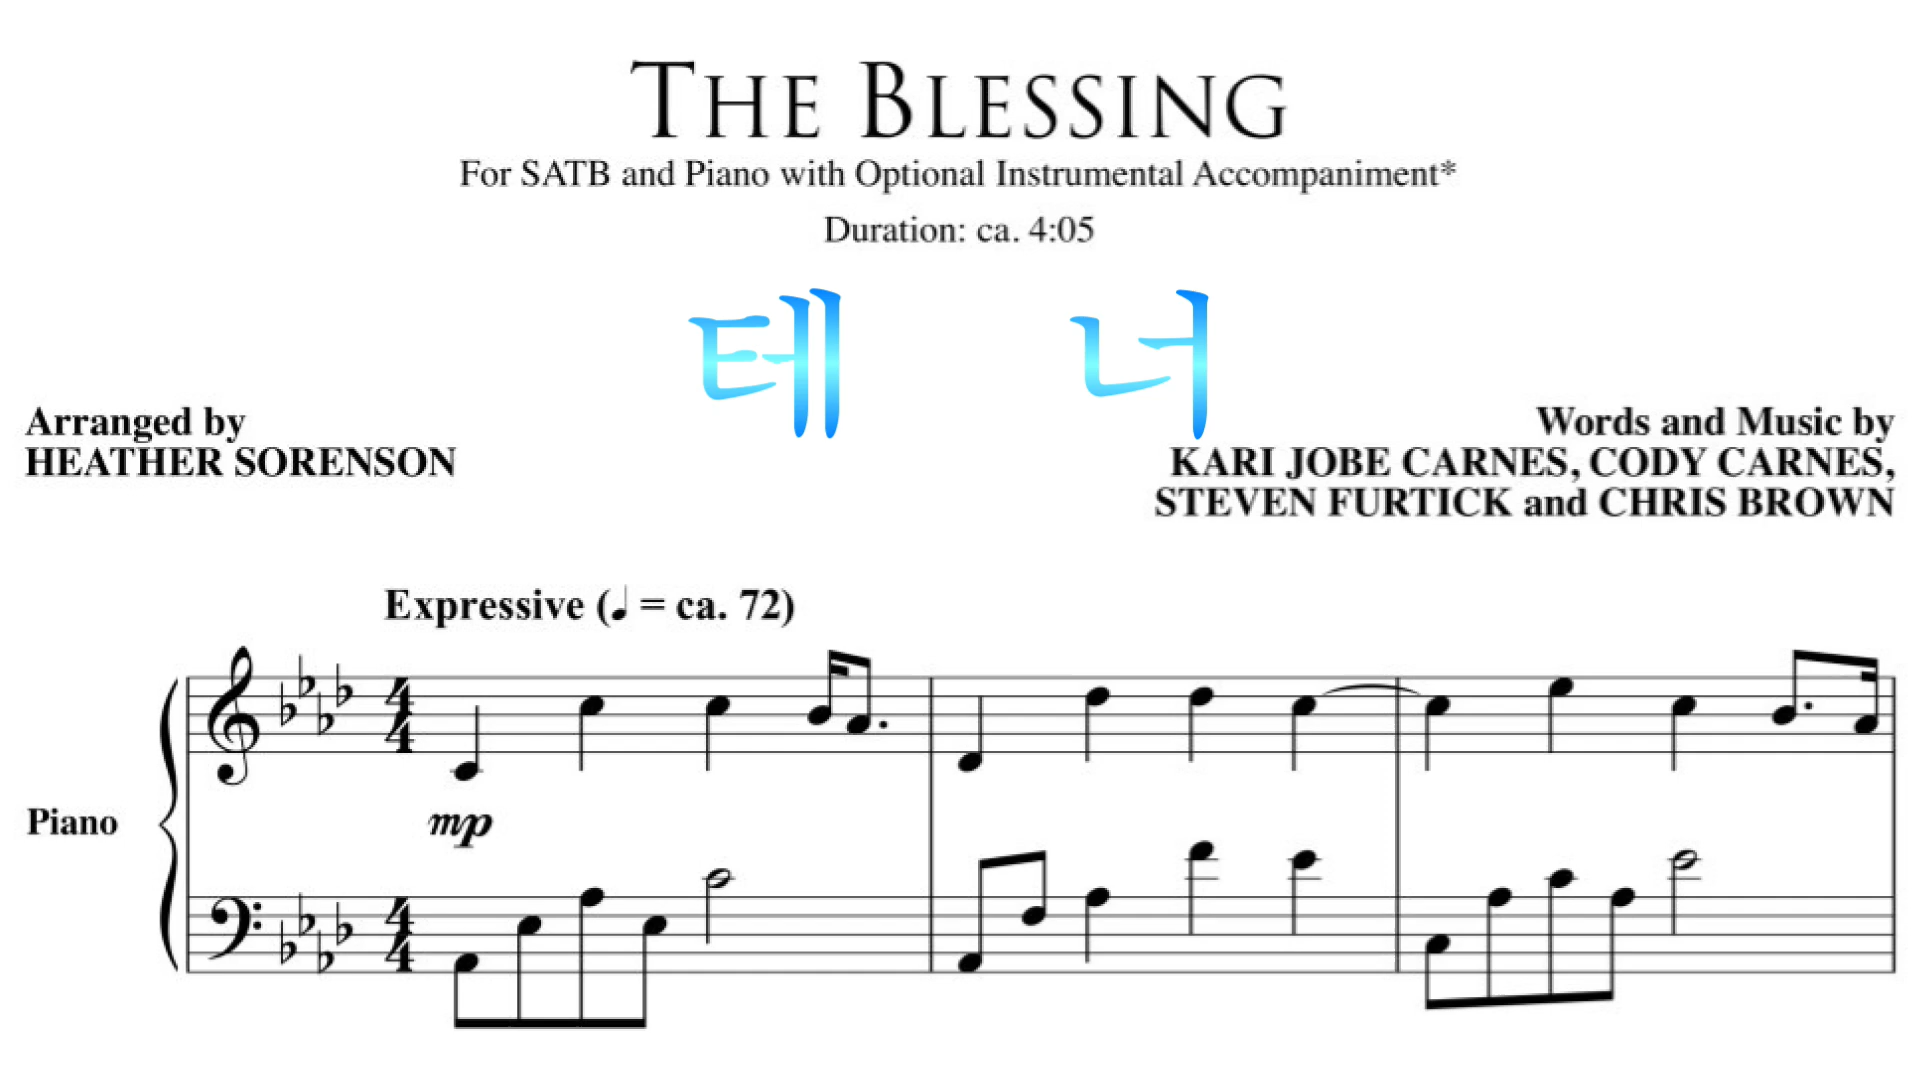 THE BLESSING
For SATB and Piano with Optional Instrumental Accompaniment*
Duration: ca. 4:05
테 너
Arranged by
HEATHER SORENSON
Words and Music by
KARI JOBE CARNES, CODY CARNES,
STEVEN FURTICK and CHRIS BROWN
Expressive (♩ = ca. 72)
Piano
mp